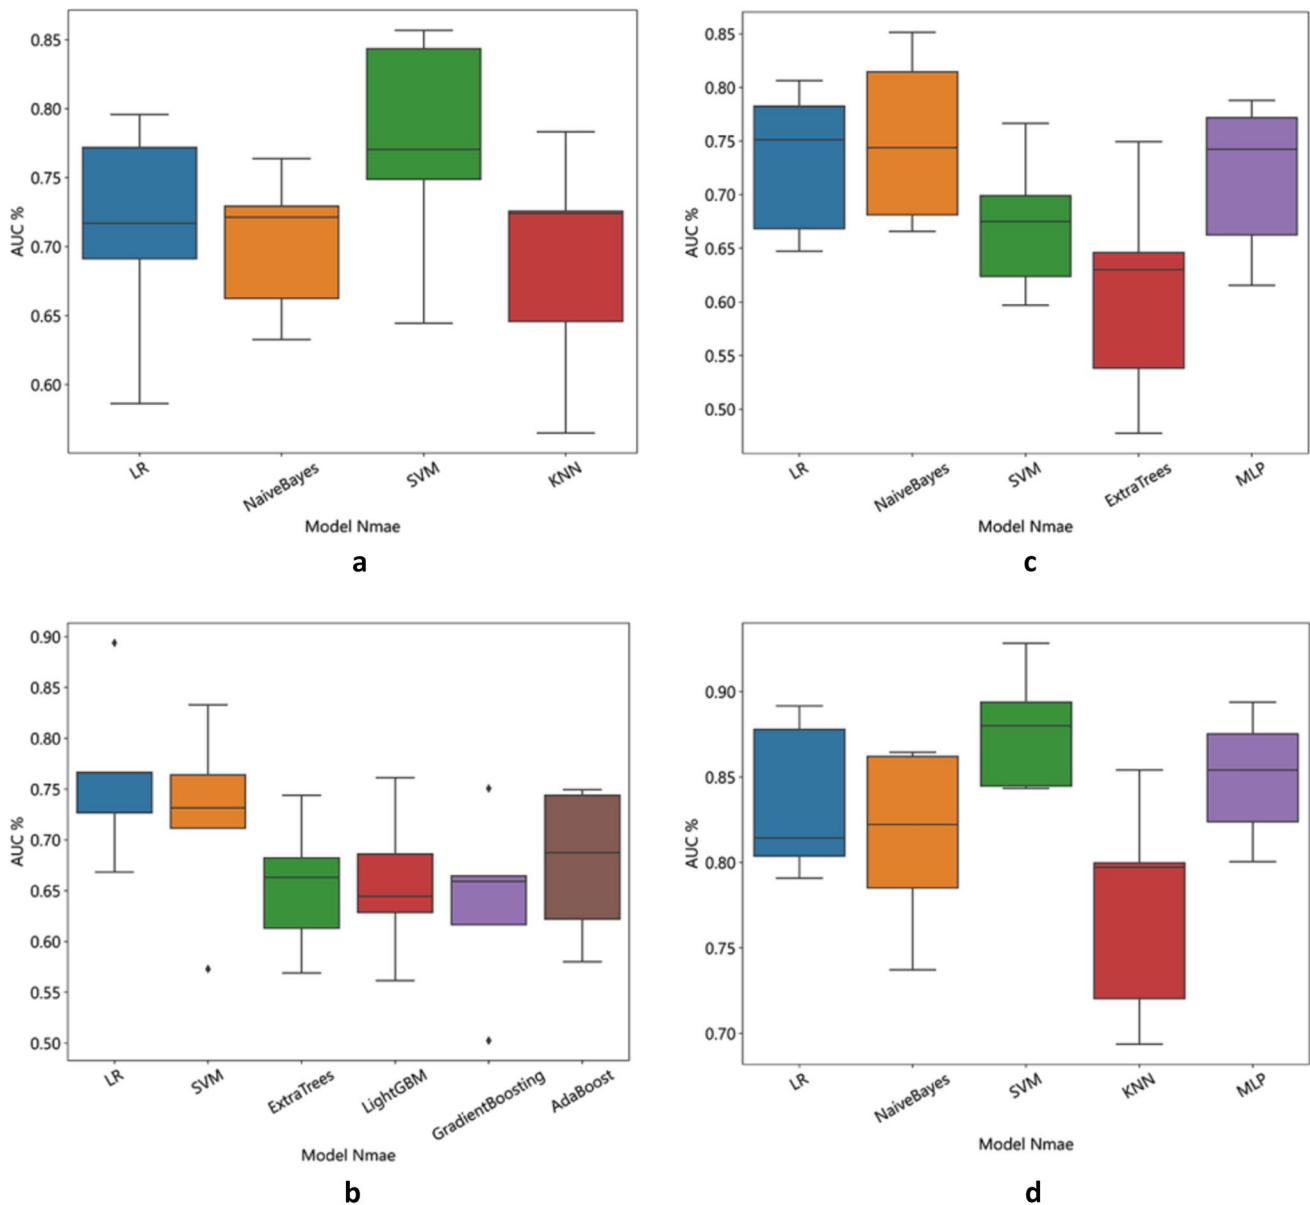 0.85
0.80
0.75
0.70
0.65
0.60
AUC %
LR
NaiveBayes
SVM
KNN
Model Nmae
a
0.85
0.80
0.75
0.70
0.65
0.60
0.55
0.50
AUC %
LR
NaiveBayes
SVM
ExtraTrees
MLP
Model Nmae
c
0.90
0.85
0.80
0.75
0.70
0.65
0.60
0.55
0.50
AUC %
LR
SVM
ExtraTrees
LightGBM
GradientBoosting
AdaBoost
Model Nmae
b
0.90
0.85
0.80
0.75
0.70
AUC %
LR
NaiveBayes
SVM
KNN
MLP
Model Nmae
d